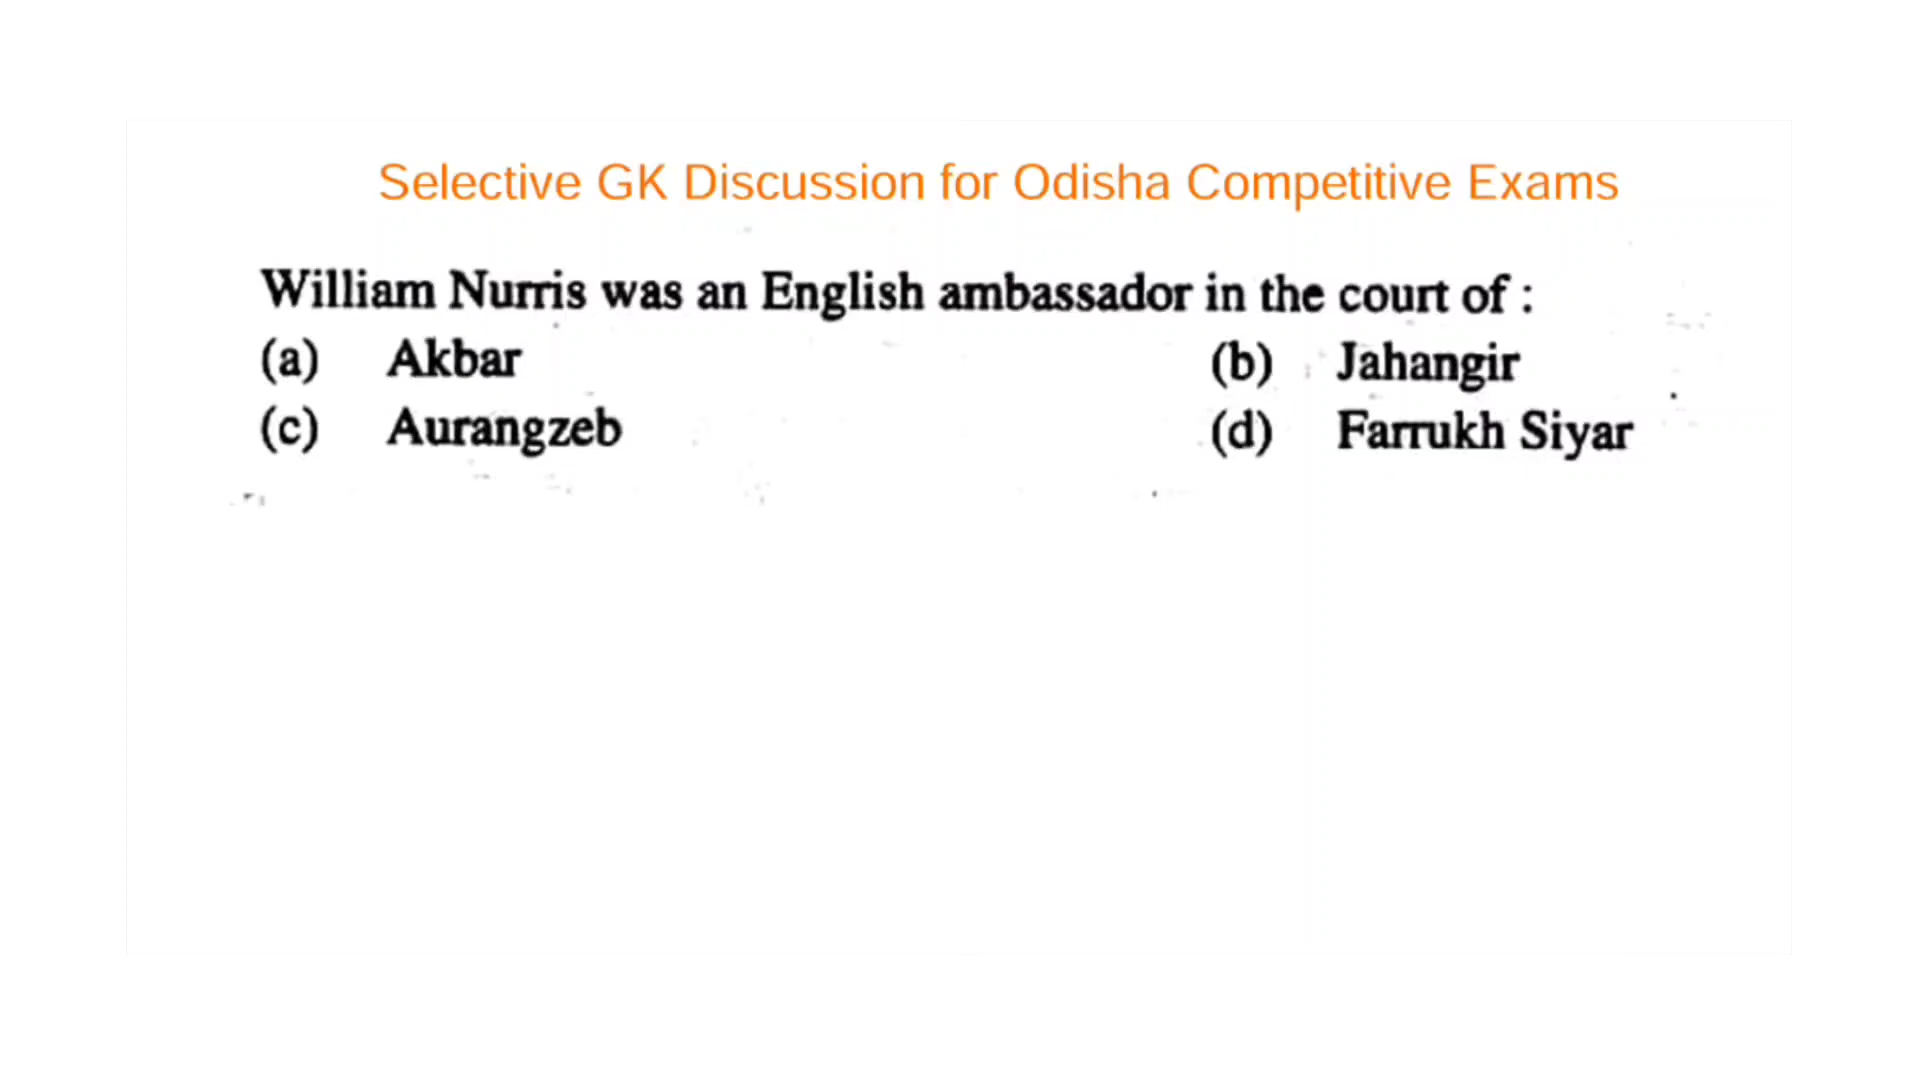 Selective GK Discussion for Odisha Competitive Exams
William Nurris was an English ambassador in the court of :
(a) Akbar (b) Jahangir
(c) Aurangzeb (d) Farrukh Siyar